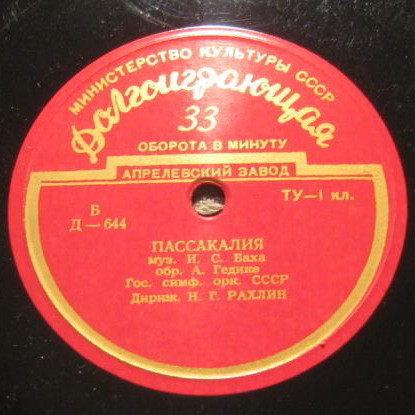 МИНИСТЕРСТВО КУЛЬТУРЫ СССР
Долгоиграющая
33
ОБОРОТА В МИНУТУ
АПРЕЛЕВСКИЙ ЗАВОД
ТУ—1 кл.
Б
Д — 644
ПАССАКАЛИЯ
муз. И. С. Баха
обр. А. Гедике
Гос. симф. орк. СССР
Дириж. Н. Г. РАХЛИН